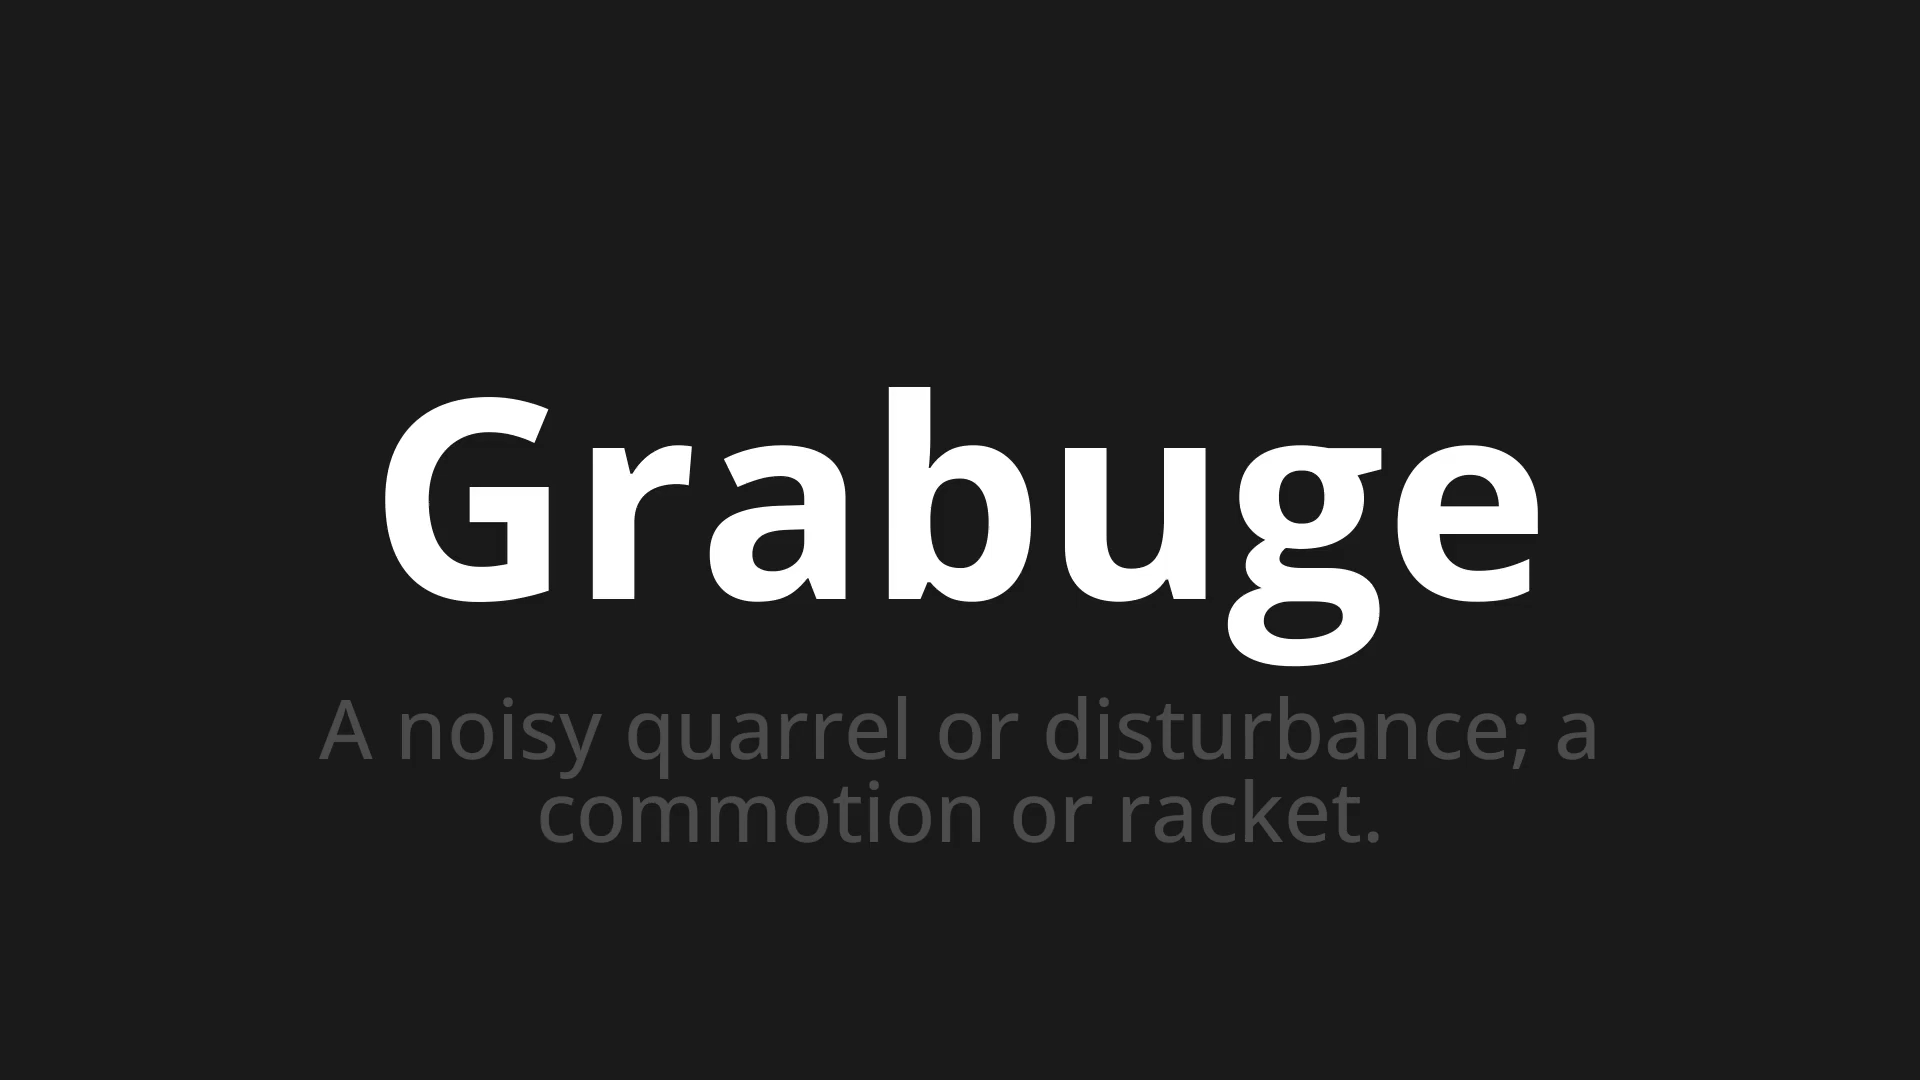 Grabuge
A noisy quarrel or disturbance; a
commotion or racket.